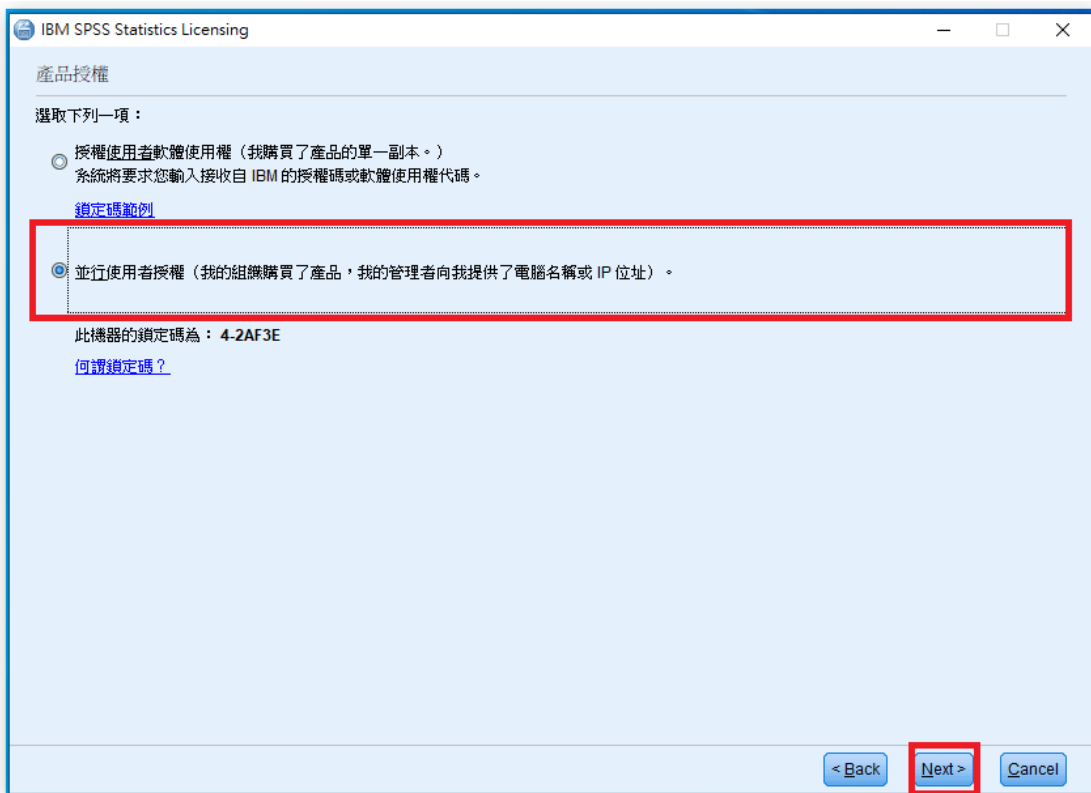 IBM SPSS Statistics Licensing
產品授權
選取下列一項：
授權使用者軟體使用權（我購買了產品的單一副本。）
系統將要求您輸入接收自 IBM 的授權碼或軟體使用權代碼。
鎖定碼範例
並行使用者授權（我的組織購買了產品，我的管理者向我提供了電腦名稱或 IP 位址）。
此機器的鎖定碼為： 4-2AF3E
何謂鎖定碼？
< Back
Next >
Cancel